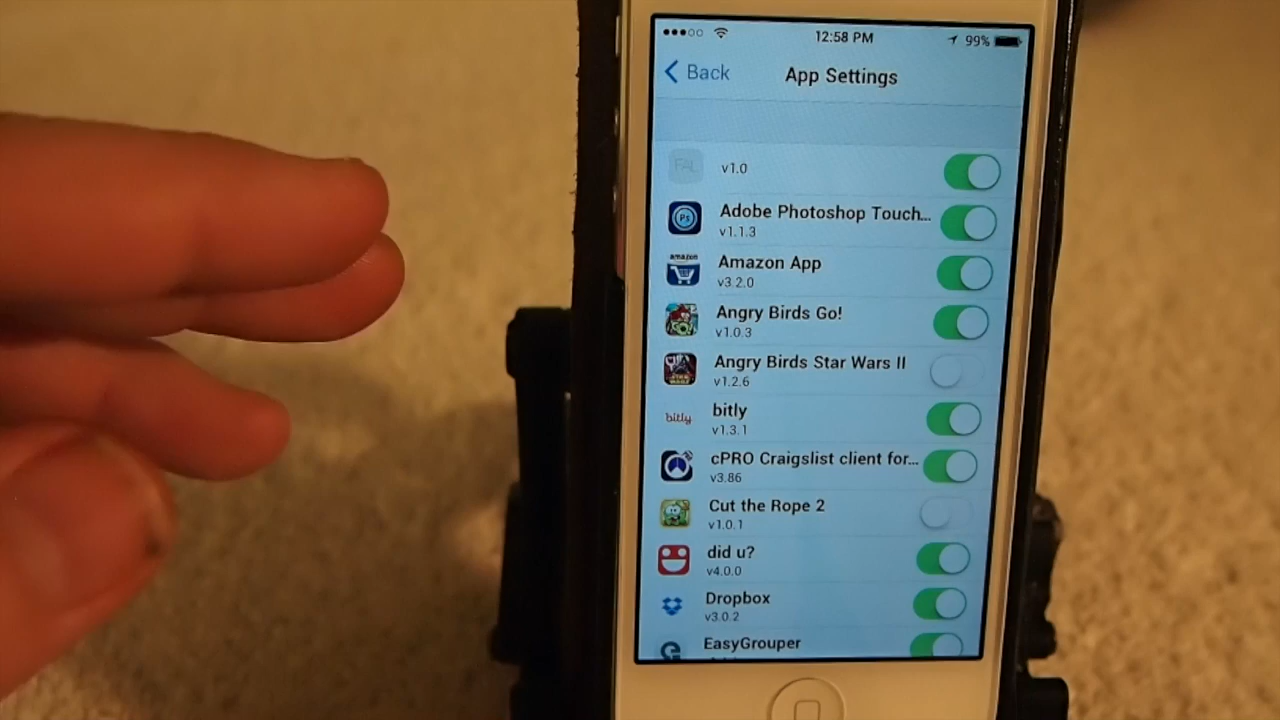 12:58 PM
99%
Back
App Settings
FAL
v1.0
Adobe Photoshop Touch...
v1.1.3
Ps
amazon
Amazon App
v3.2.0
Angry Birds Go!
v1.0.3
Angry Birds Star Wars II
v1.2.6
bitly
bitly
v1.3.1
cPRO Craigslist client for...
v3.86
Cut the Rope 2
v1.0.1
did u?
v4.0.0
Dropbox
v3.0.2
EasyGrouper